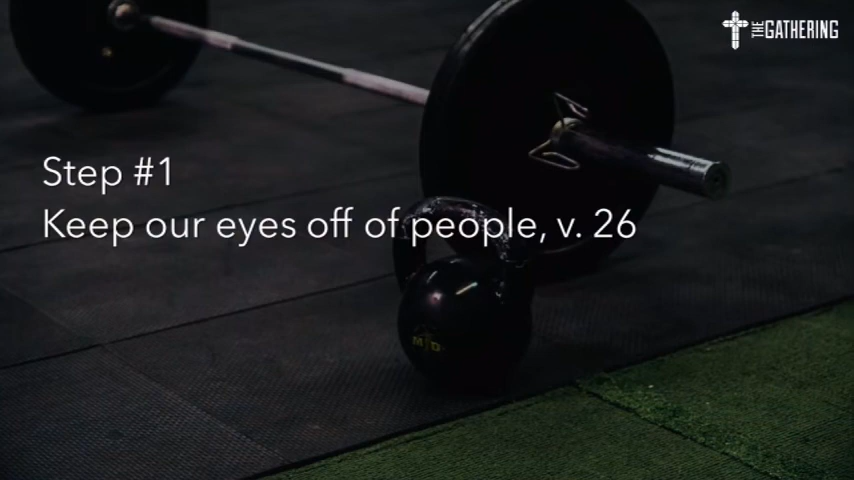 THE GATHERING
Step #1
Keep our eyes off of people, v. 26